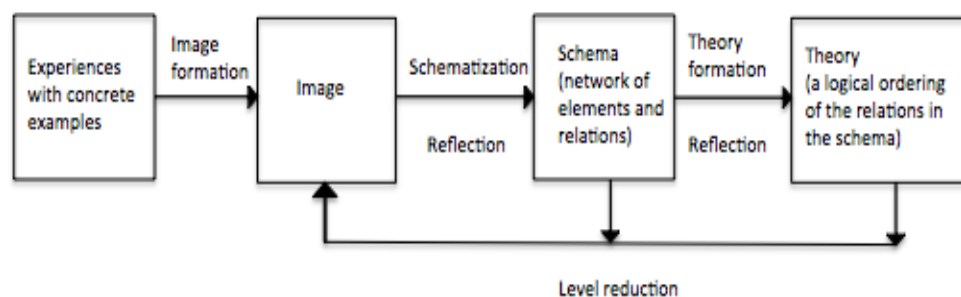 Experiences
with concrete
examples
Image
formation
Image
Schematization
Reflection
Schema
(network of
elements and
relations)
Theory
formation
Reflection
Theory
(a logical ordering
of the relations in
the schema)
Level reduction